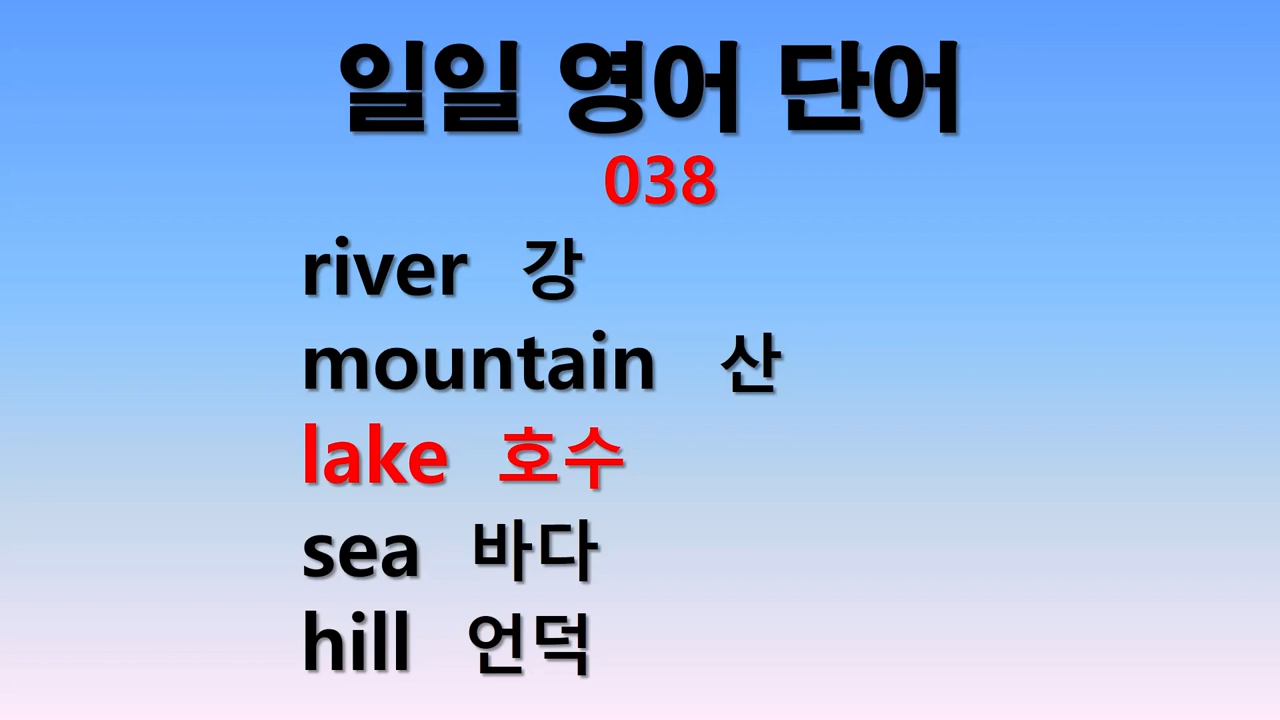 일일 영어 단어
038
river 강
mountain 산
lake 호수
sea 바다
hill 언덕